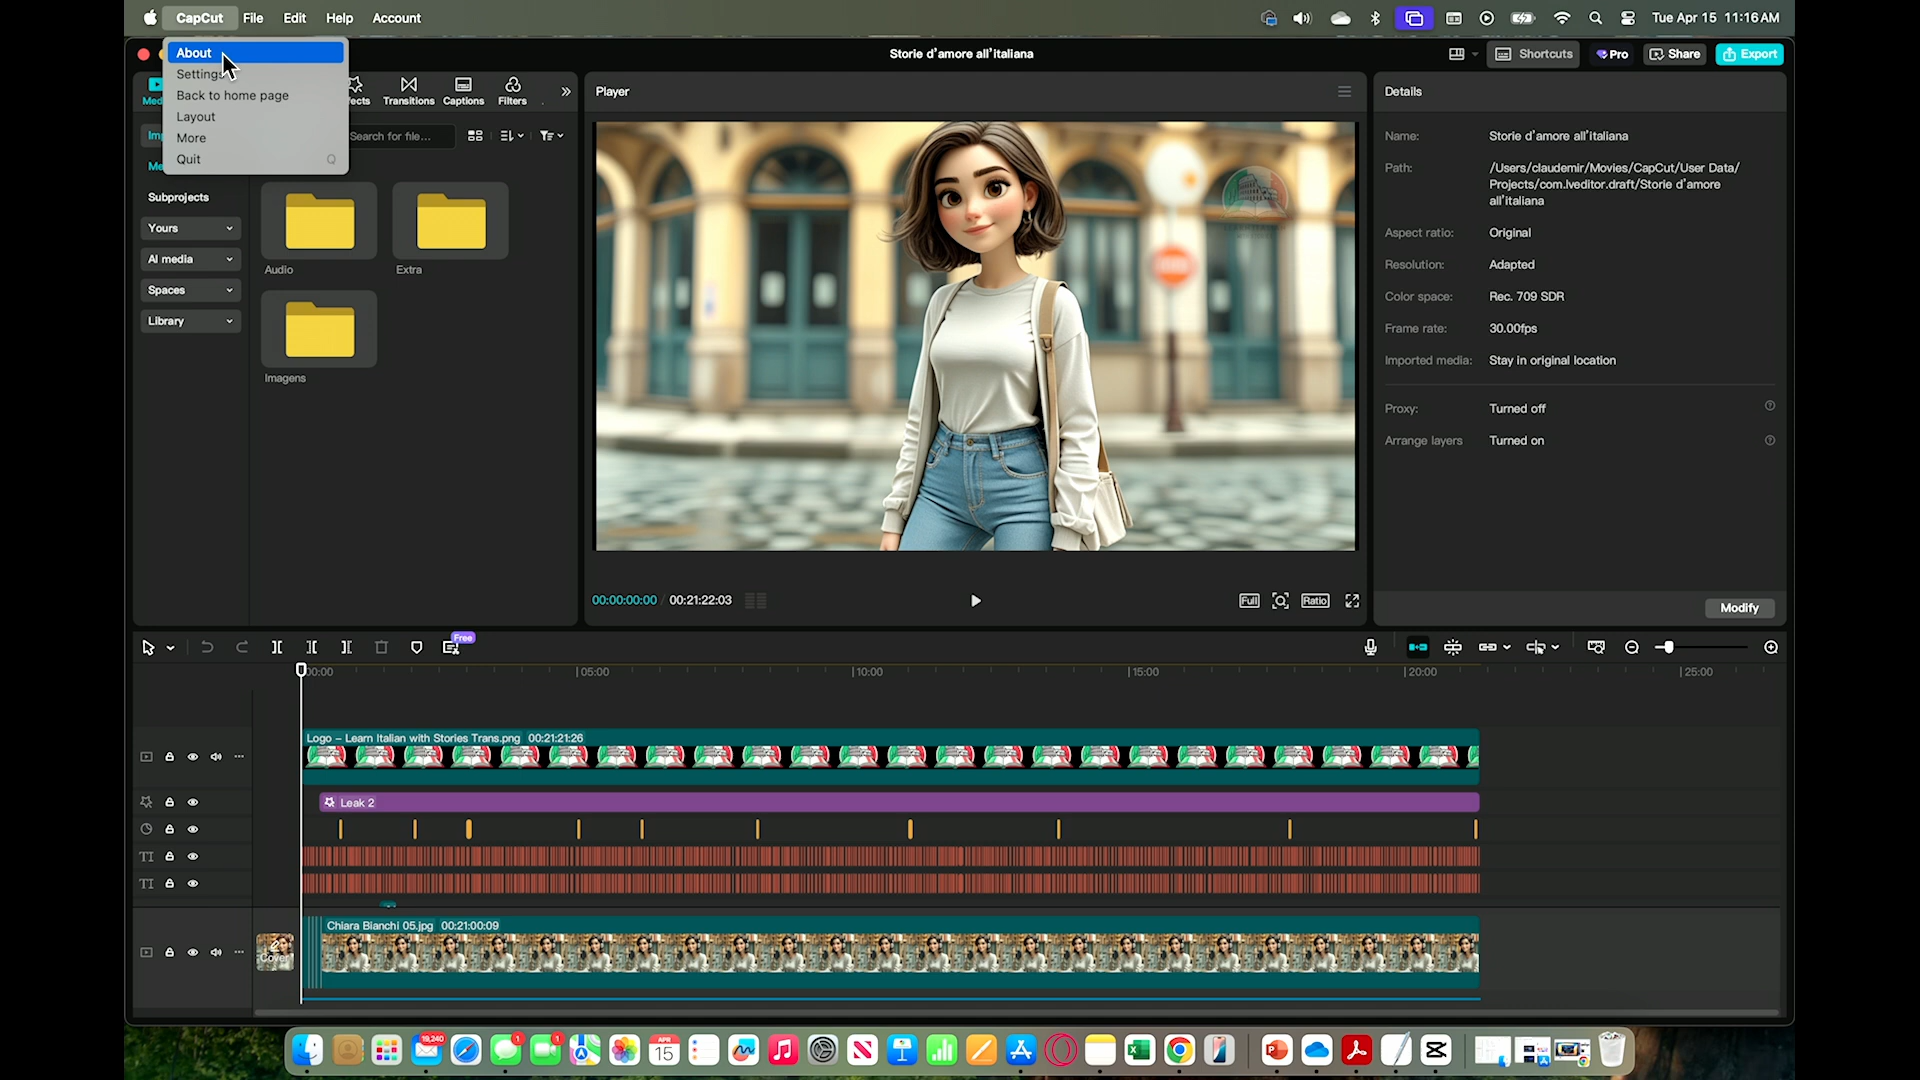 CapCut File Edit Help Account
Tue Apr 15 11:16 AM
About
Settings
Back to home page
Layout
More
Quit Q
Storie d'amore all'italiana
Shortcuts
Pro
Share
Export
Transitions
Captions
Filters
Search for file...
Subprojects
Yours
AI media
Spaces
Library
Audio
Extra
Imagens
Player
00:00:00:00 / 00:21:22:03
Full
Ratio
Details
Name: Storie d'amore all'italiana
Path: /Users/claudemir/Movies/CapCut/User Data/
Projects/com.lveditor.draft/Storie d'amore
all'italiana
Aspect ratio: Original
Resolution: Adapted
Color space: Rec. 709 SDR
Frame rate: 30.00fps
Imported media: Stay in original location
Proxy: Turned off
Arrange layers Turned on
Modify
Free
00:00 05:00 10:00 15:00 20:00 25:00
Logo - Learn Italian with Stories Trans.png 00:21:21:26
Leak 2
Chiara Bianchi 05.jpg 00:21:00:09
Cover
19,240
1
1
APR
15